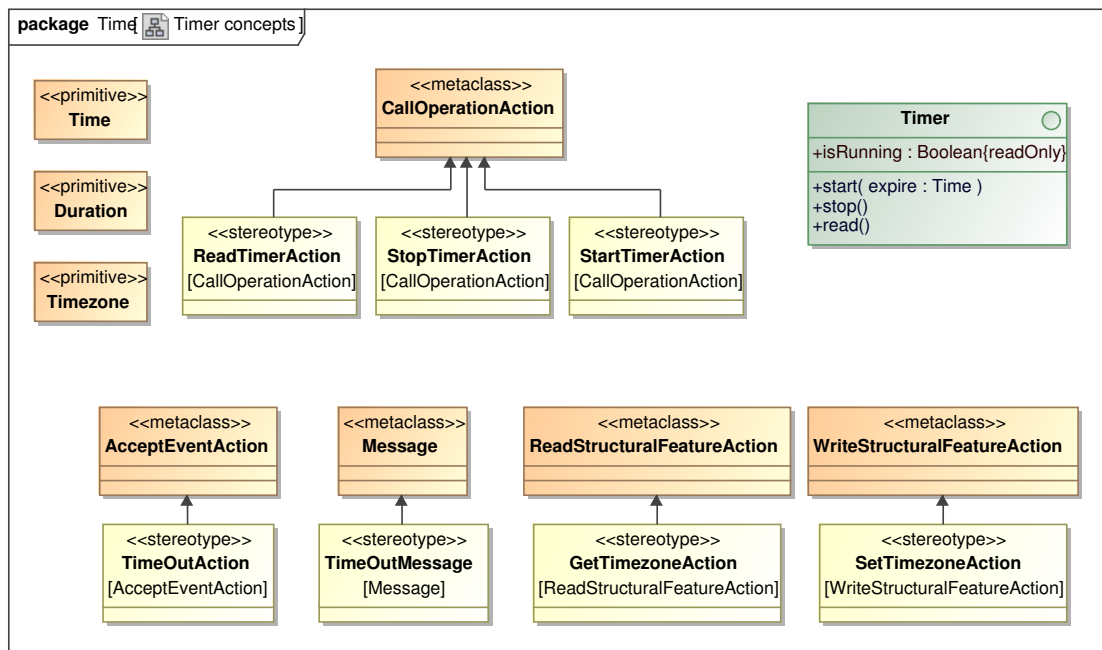 package Time[ Timer concepts ]
<<primitive>>
Time
<<primitive>>
Duration
<<primitive>>
Timezone
<<metaclass>>
CallOperationAction
<<stereotype>>
ReadTimerAction
[CallOperationAction]
<<stereotype>>
StopTimerAction
[CallOperationAction]
<<stereotype>>
StartTimerAction
[CallOperationAction]
Timer
+isRunning : Boolean{readOnly}
+start( expire : Time )
+stop()
+read()
<<metaclass>>
AcceptEventAction
<<stereotype>>
TimeOutAction
[AcceptEventAction]
<<metaclass>>
Message
<<stereotype>>
TimeOutMessage
[Message]
<<metaclass>>
ReadStructuralFeatureAction
<<stereotype>>
GetTimezoneAction
[ReadStructuralFeatureAction]
<<metaclass>>
WriteStructuralFeatureAction
<<stereotype>>
SetTimezoneAction
[WriteStructuralFeatureAction]